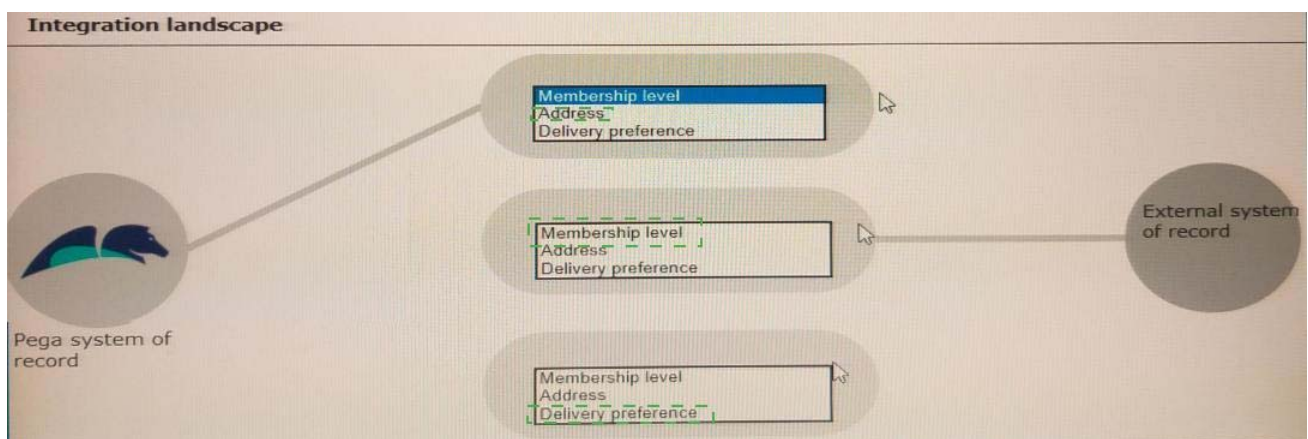 Integration landscape
Membership level
Address
Delivery preference
Membership level
Address
Delivery preference
External system
of record
Pega system of
record
Membership level
Address
Delivery preference